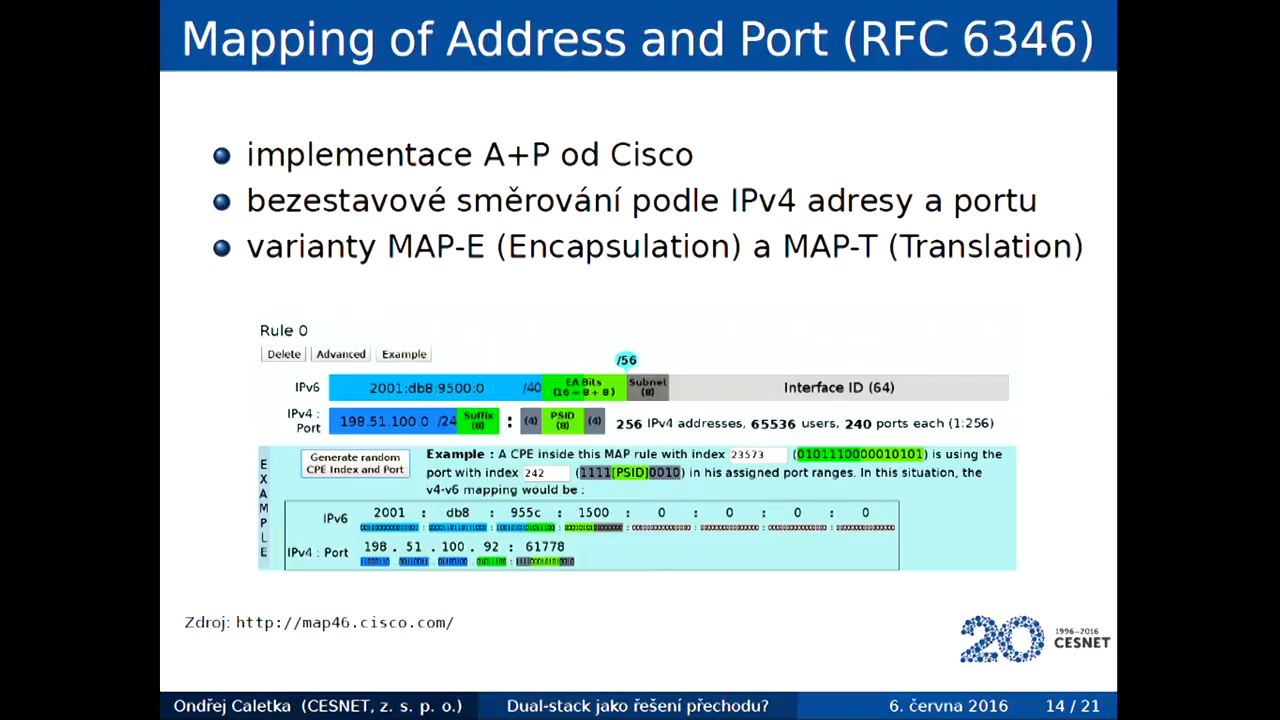 Mapping of Address and Port (RFC 6346)
implementace A+P od Cisco
bezestavové směrování podle IPv4 adresy a portu
varianty MAP-E (Encapsulation) a MAP-T (Translation)
Rule 0
Delete Advanced Example
/56
IPv6 2001:db8:9500:0 /40 EA Bits (16 = 8 + 8) Subnet (8) Interface ID (64)
IPv4 : Port 198.51.100.0 /24 Suffix (8) : (4) PSID (8) (4) 256 IPv4 addresses, 65536 users, 240 ports each (1:256)
EXAMPLE
Generate random CPE Index and Port
Example : A CPE inside this MAP rule with index 23573 (0101110000010101) is using the
port with index 242 (1111[PSID]0010) in his assigned port ranges. In this situation, the
v4-v6 mapping would be :
IPv6 2001 : db8 : 955c : 1500 : 0 : 0 : 0 : 0
IPv4 : Port 198 . 51 . 100 . 92 : 61778
Zdroj: http://map46.cisco.com/
20 1996–2016 CESNET
Ondřej Caletka (CESNET, z. s. p. o.) Dual-stack jako řešení přechodu? 6. června 2016 14 / 21